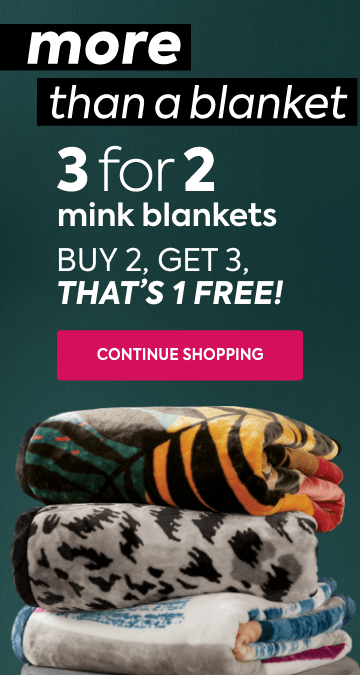 more
than a blanket
3 for 2
mink blankets
BUY 2, GET 3,
THAT'S 1 FREE!
CONTINUE SHOPPING